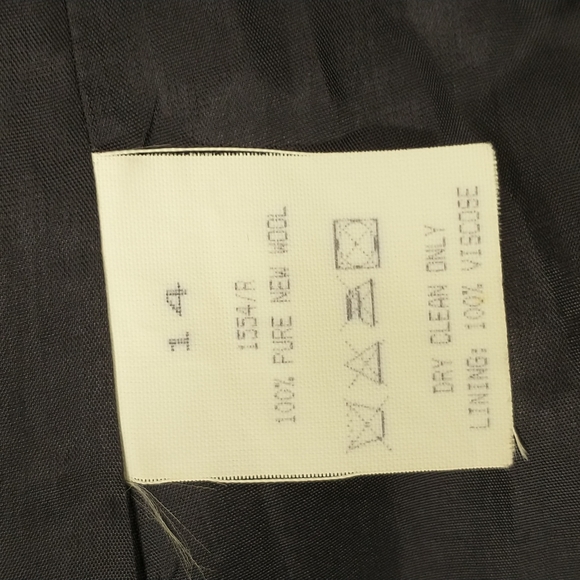 14
1554/R
100% PURE NEW WOOL
DRY CLEAN ONLY
LINING: 100% VISCOSE